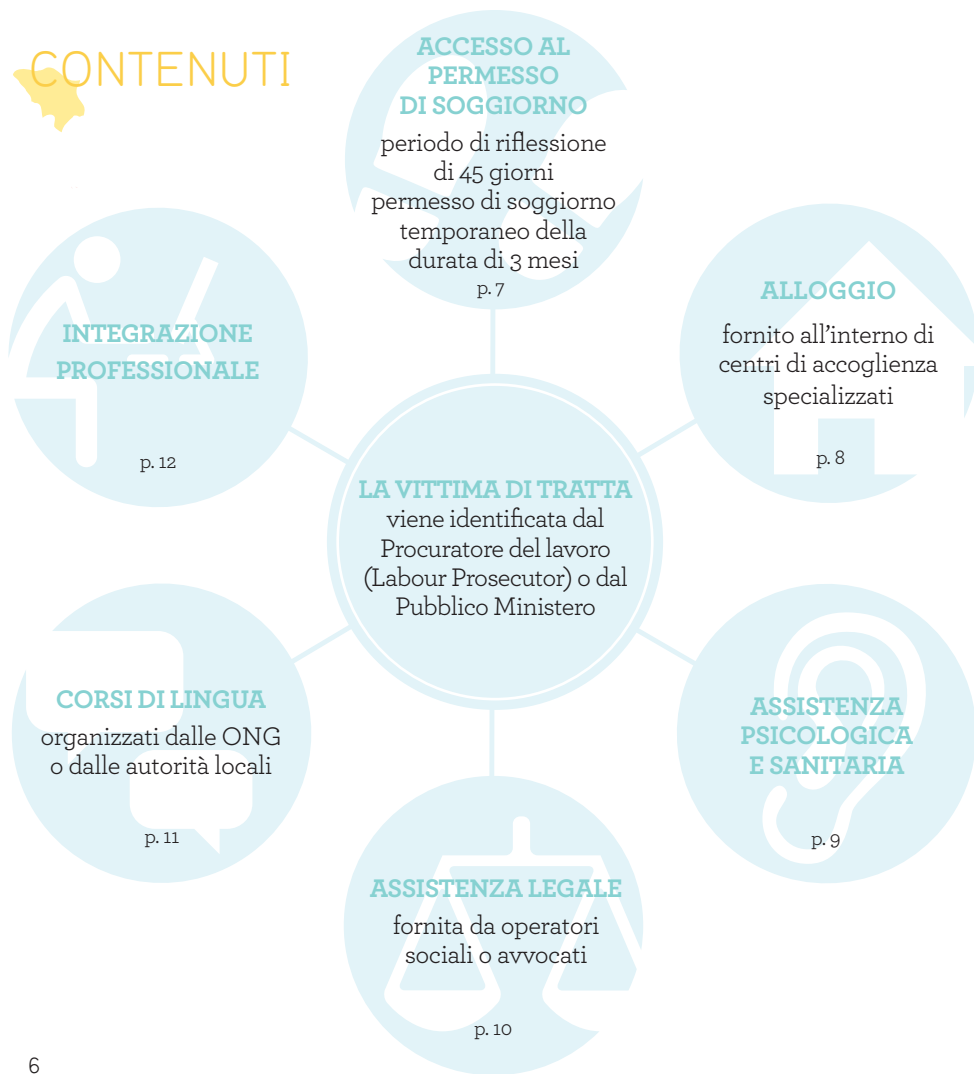 CONTENUTI
ACCESSO AL
PERMESSO
DI SOGGIORNO
periodo di riflessione
di 45 giorni
permesso di soggiorno
temporaneo della
durata di 3 mesi
p. 7
ALLOGGIO
fornito all’interno di
centri di accoglienza
specializzati
p. 8
INTEGRAZIONE
PROFESSIONALE
p. 12
LA VITTIMA DI TRATTA
viene identificata dal
Procuratore del lavoro
(Labour Prosecutor) o dal
Pubblico Ministero
CORSI DI LINGUA
organizzati dalle ONG
o dalle autorità locali
p. 11
ASSISTENZA
PSICOLOGICA
E SANITARIA
p. 9
ASSISTENZA LEGALE
fornita da operatori
sociali o avvocati
p. 10
6